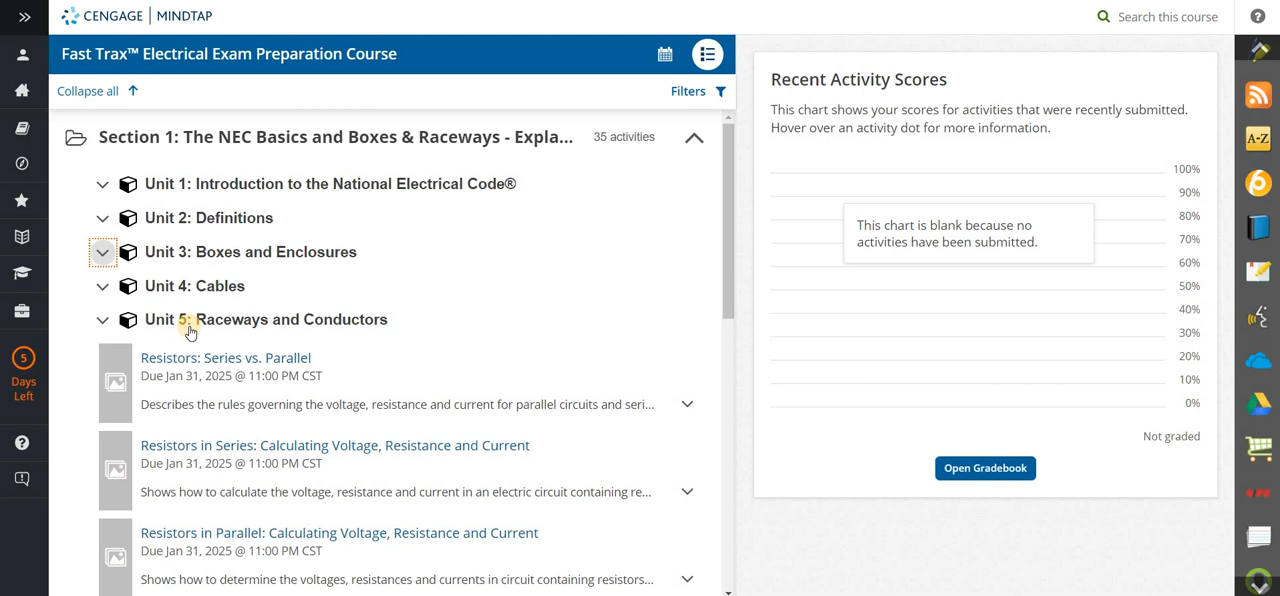 CENGAGE | MINDTAP
Search this course
Fast Trax™ Electrical Exam Preparation Course
Collapse all
Filters
Section 1: The NEC Basics and Boxes & Raceways - Expla...
35 activities
Unit 1: Introduction to the National Electrical Code®
Unit 2: Definitions
Unit 3: Boxes and Enclosures
Unit 4: Cables
Unit 5: Raceways and Conductors
Resistors: Series vs. Parallel
Due Jan 31, 2025 @ 11:00 PM CST
Describes the rules governing the voltage, resistance and current for parallel circuits and seri...
Resistors in Series: Calculating Voltage, Resistance and Current
Due Jan 31, 2025 @ 11:00 PM CST
Shows how to calculate the voltage, resistance and current in an electric circuit containing re...
Resistors in Parallel: Calculating Voltage, Resistance and Current
Due Jan 31, 2025 @ 11:00 PM CST
Shows how to determine the voltages, resistances and currents in circuit containing resistors...
5
Days
Left
Recent Activity Scores
This chart shows your scores for activities that were recently submitted.
Hover over an activity dot for more information.
100%
90%
80%
70%
60%
50%
40%
30%
20%
10%
0%
This chart is blank because no
activities have been submitted.
Not graded
Open Gradebook
A-Z